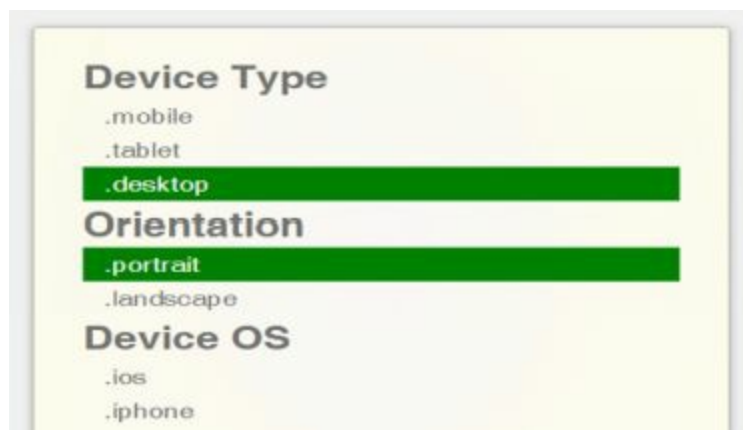 Device Type
.mobile
.tablet
.desktop
Orientation
.portrait
.landscape
Device OS
.ios
.iphone